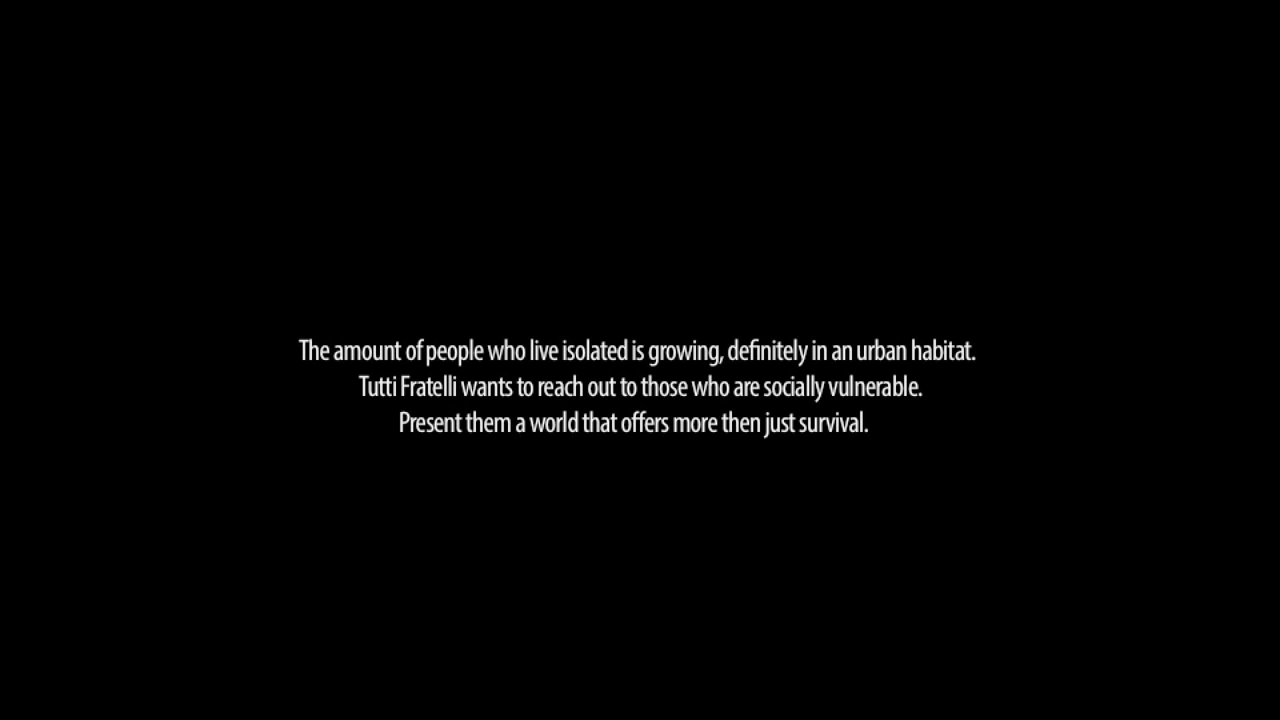 The amount of people who live isolated is growing, definitely in an urban habitat.
Tutti Fratelli wants to reach out to those who are socially vulnerable.
Present them a world that offers more then just survival.